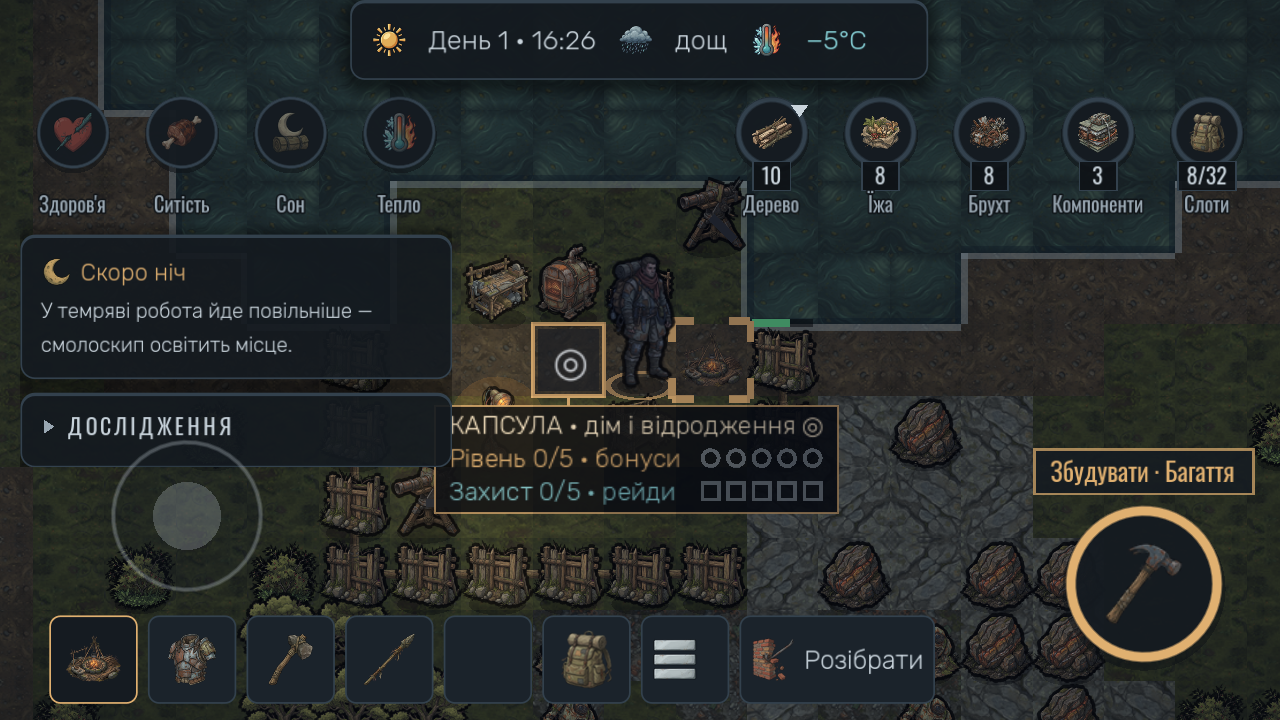 День 1 • 16:26 дощ −5°C
10 8 8 3 8/32
Здоров'я Ситість Сон Тепло Дерево Їжа Брухт Компоненти Слоти
Скоро ніч
У темряві робота йде повільніше —
смолоскип освітить місце.
ДОСЛІДЖЕННЯ
КАПСУЛА • дім і відродження
Рівень 0/5 • бонуси
Захист 0/5 • рейди
Збудувати · Багаття
Розібрати